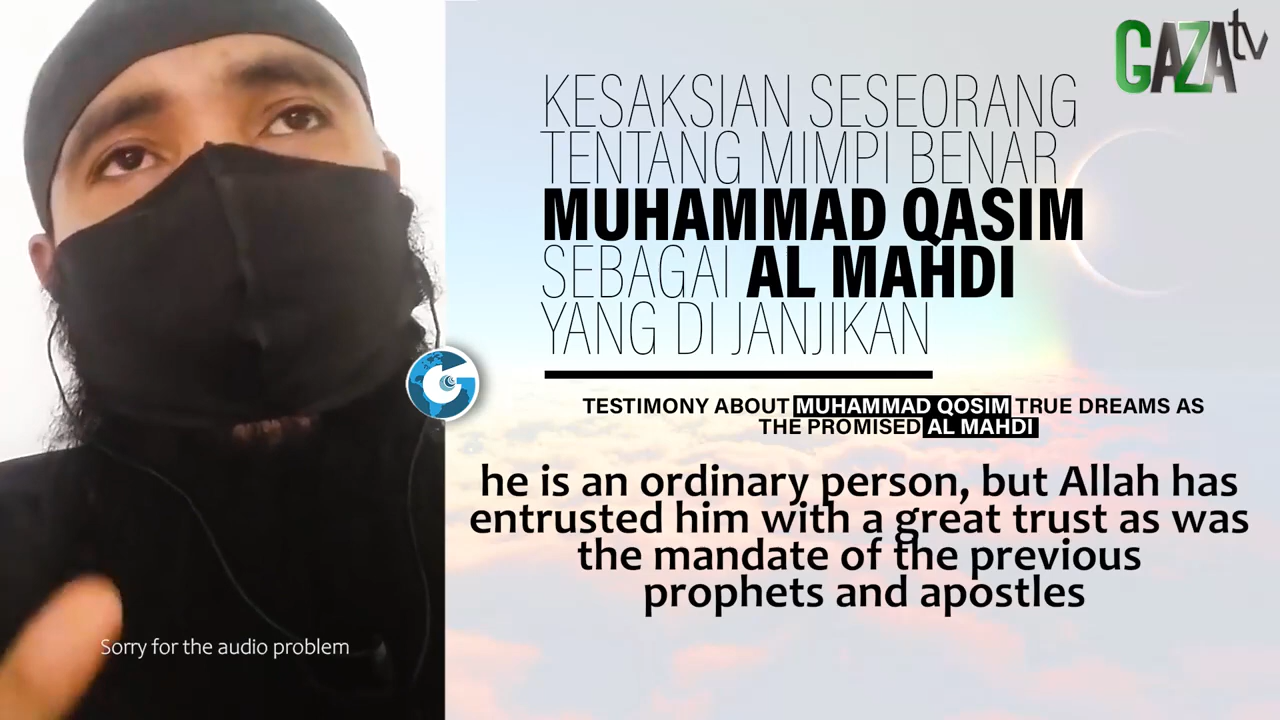 GAZAtv
KESAKSIAN SESEORANG
TENTANG MIMPI BENAR
MUHAMMAD QASIM
SEBAGAI AL MAHDI
YANG DI JANJIKAN
TESTIMONY ABOUT MUHAMMAD QOSIM TRUE DREAMS AS
THE PROMISED AL MAHDI
he is an ordinary person, but Allah has
entrusted him with a great trust as was
the mandate of the previous
prophets and apostles
Sorry for the audio problem